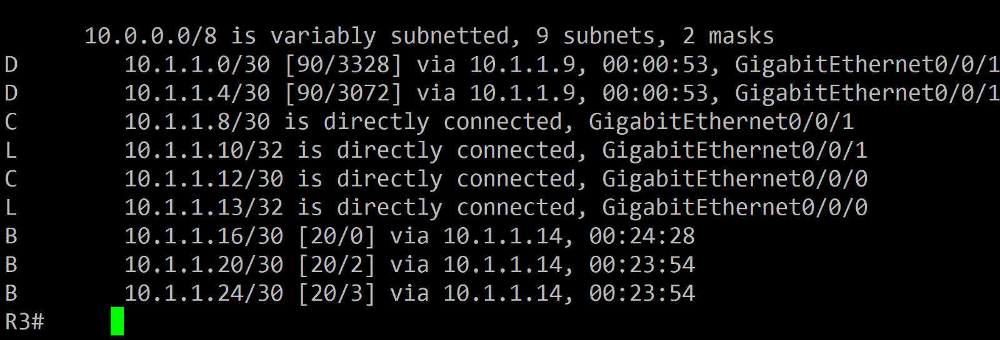 10.0.0.0/8 is variably subnetted, 9 subnets, 2 masks
D 10.1.1.0/30 [90/3328] via 10.1.1.9, 00:00:53, GigabitEthernet0/0/1
D 10.1.1.4/30 [90/3072] via 10.1.1.9, 00:00:53, GigabitEthernet0/0/1
C 10.1.1.8/30 is directly connected, GigabitEthernet0/0/1
L 10.1.1.10/32 is directly connected, GigabitEthernet0/0/1
C 10.1.1.12/30 is directly connected, GigabitEthernet0/0/0
L 10.1.1.13/32 is directly connected, GigabitEthernet0/0/0
B 10.1.1.16/30 [20/0] via 10.1.1.14, 00:24:28
B 10.1.1.20/30 [20/2] via 10.1.1.14, 00:23:54
B 10.1.1.24/30 [20/3] via 10.1.1.14, 00:23:54
R3#